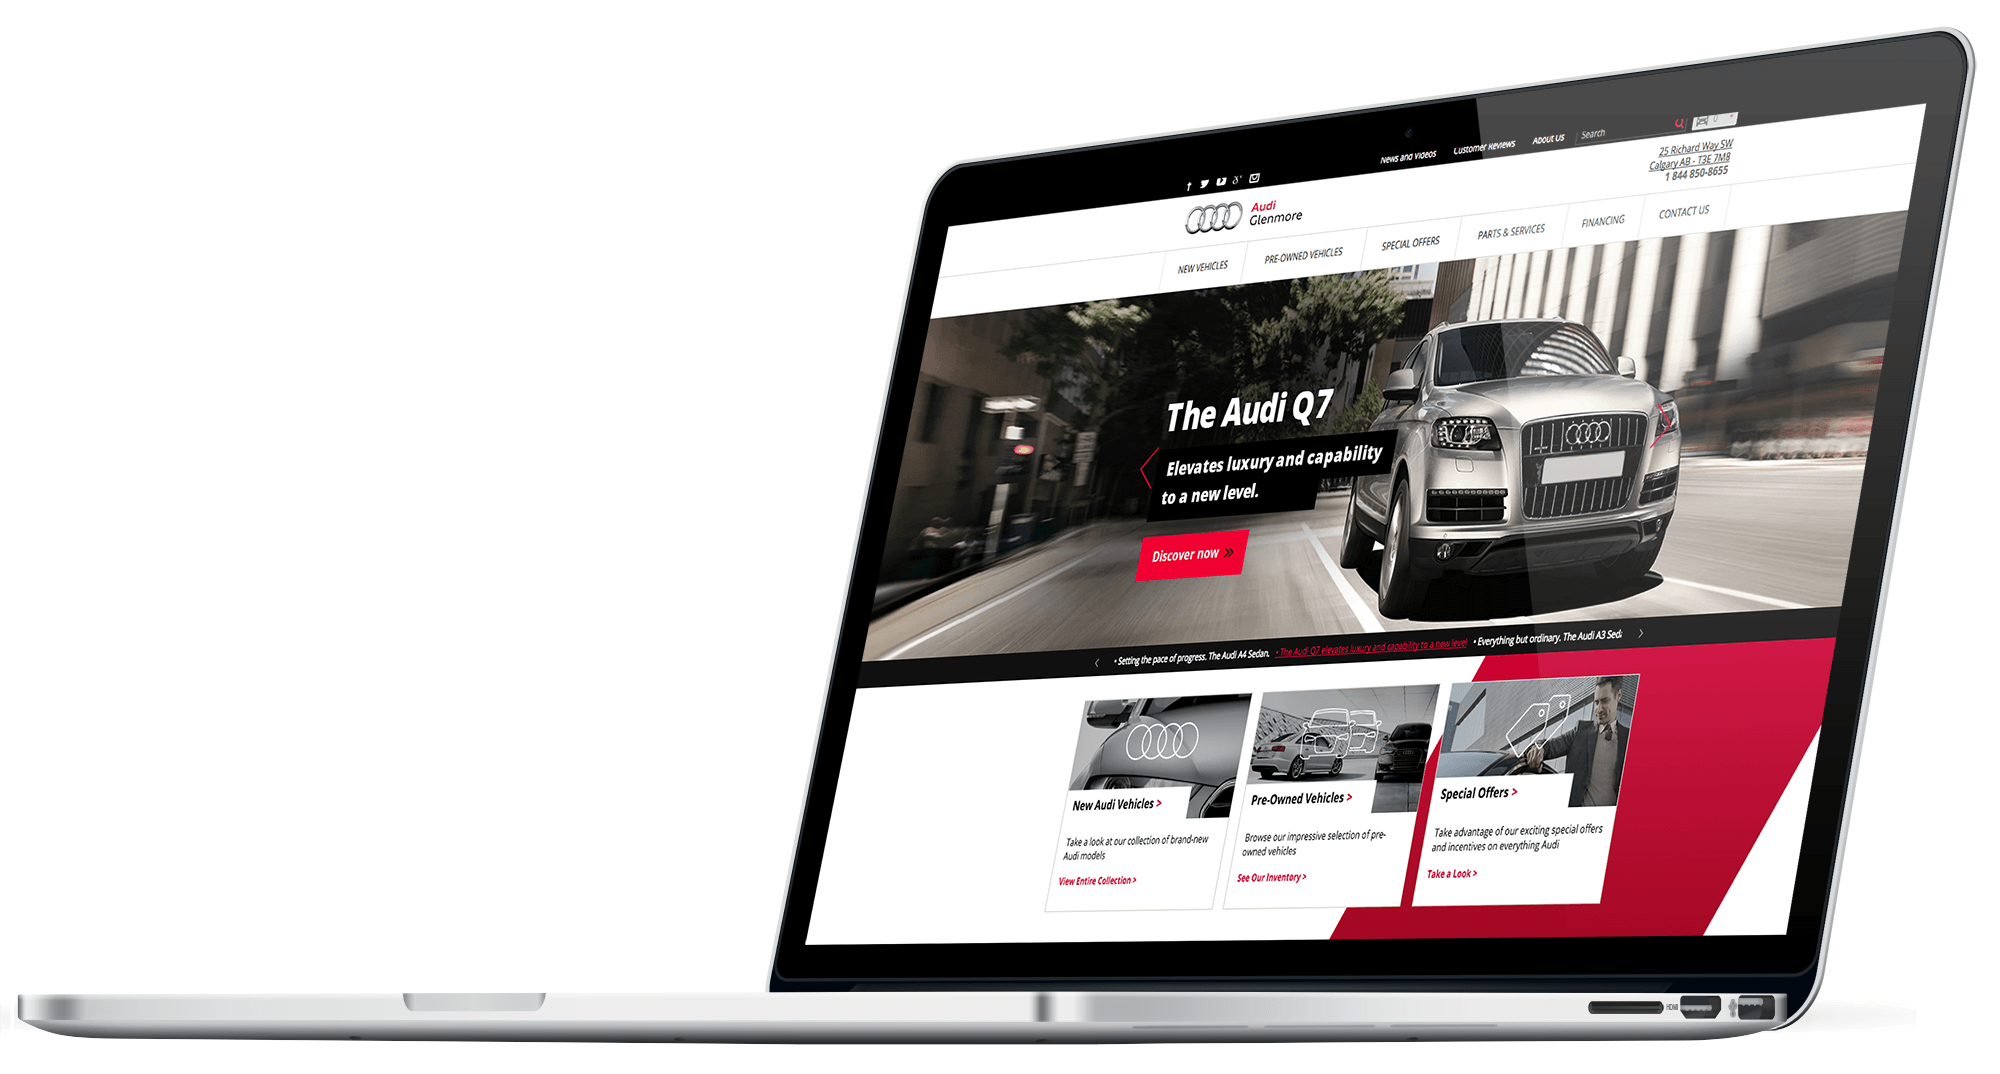 News and Videos
Customer Reviews
About Us
Search
25 Richard Way SW
Calgary AB - T3E 7M8
1 844 850-8655
Audi
Glenmore
NEW VEHICLES
PRE-OWNED VEHICLES
SPECIAL OFFERS
PARTS & SERVICES
FINANCING
CONTACT US
The Audi Q7
Elevates luxury and capability
to a new level.
Discover now »
• Setting the pace of progress. The Audi A4 Sedan. • The Audi Q7 elevates luxury and capability to a new level • Everything but ordinary. The Audi A3 Seda
New Audi Vehicles >
Take a look at our collection of brand-new
Audi models
View Entire Collection >
Pre-Owned Vehicles >
Browse our impressive selection of pre-
owned vehicles
See Our Inventory >
Special Offers >
Take advantage of our exciting special offers
and incentives on everything Audi
Take a Look >
HDMI